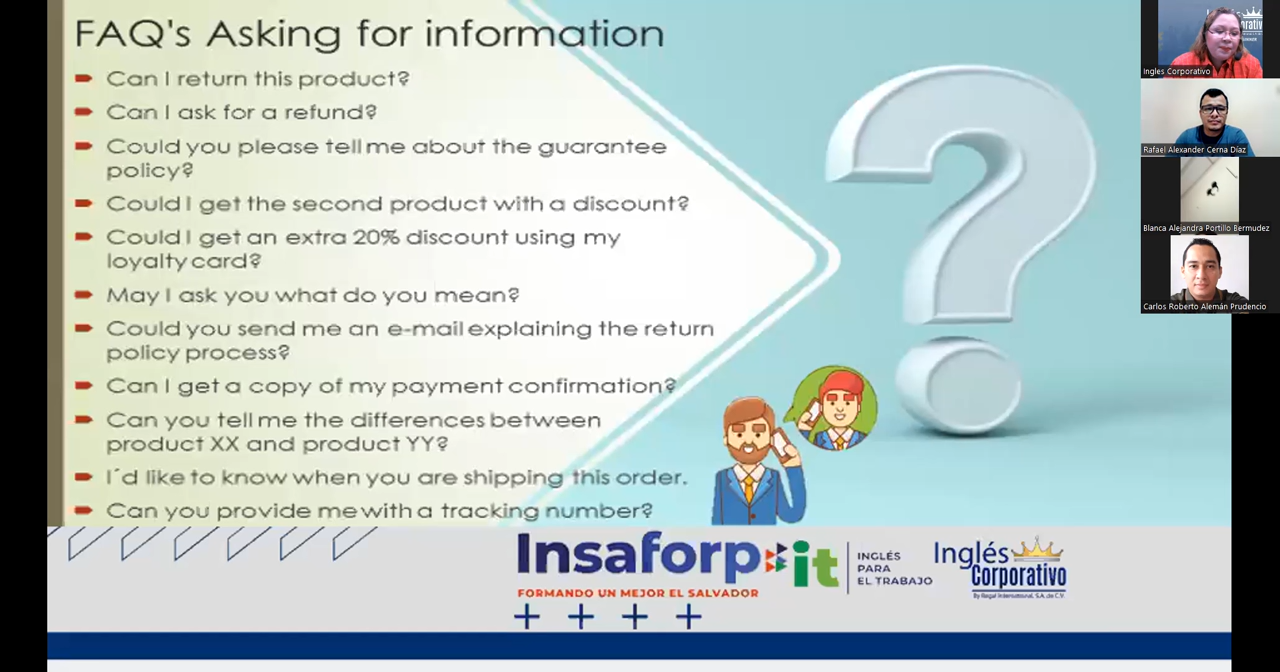 FAQ's Asking for information
Can I return this product?
Can I ask for a refund?
Could you please tell me about the guarantee
policy?
Could I get the second product with a discount?
Could I get an extra 20% discount using my
loyalty card?
May I ask you what do you mean?
Could you send me an e-mail explaining the return
policy process?
Can I get a copy of my payment confirmation?
Can you tell me the differences between
product XX and product YY?
I´d like to know when you are shipping this order.
Can you provide me with a tracking number?
Insaforp
FORMANDO UN MEJOR EL SALVADOR
it
INGLÉS
PARA
EL TRABAJO
Inglés
Corporativo
By Regal International, S.A. de C.V.
Ingles Corporativo
Rafael Alexander Cerna Díaz
Blanca Alejandra Portillo Bermudez
Carlos Roberto Alemán Prudencio